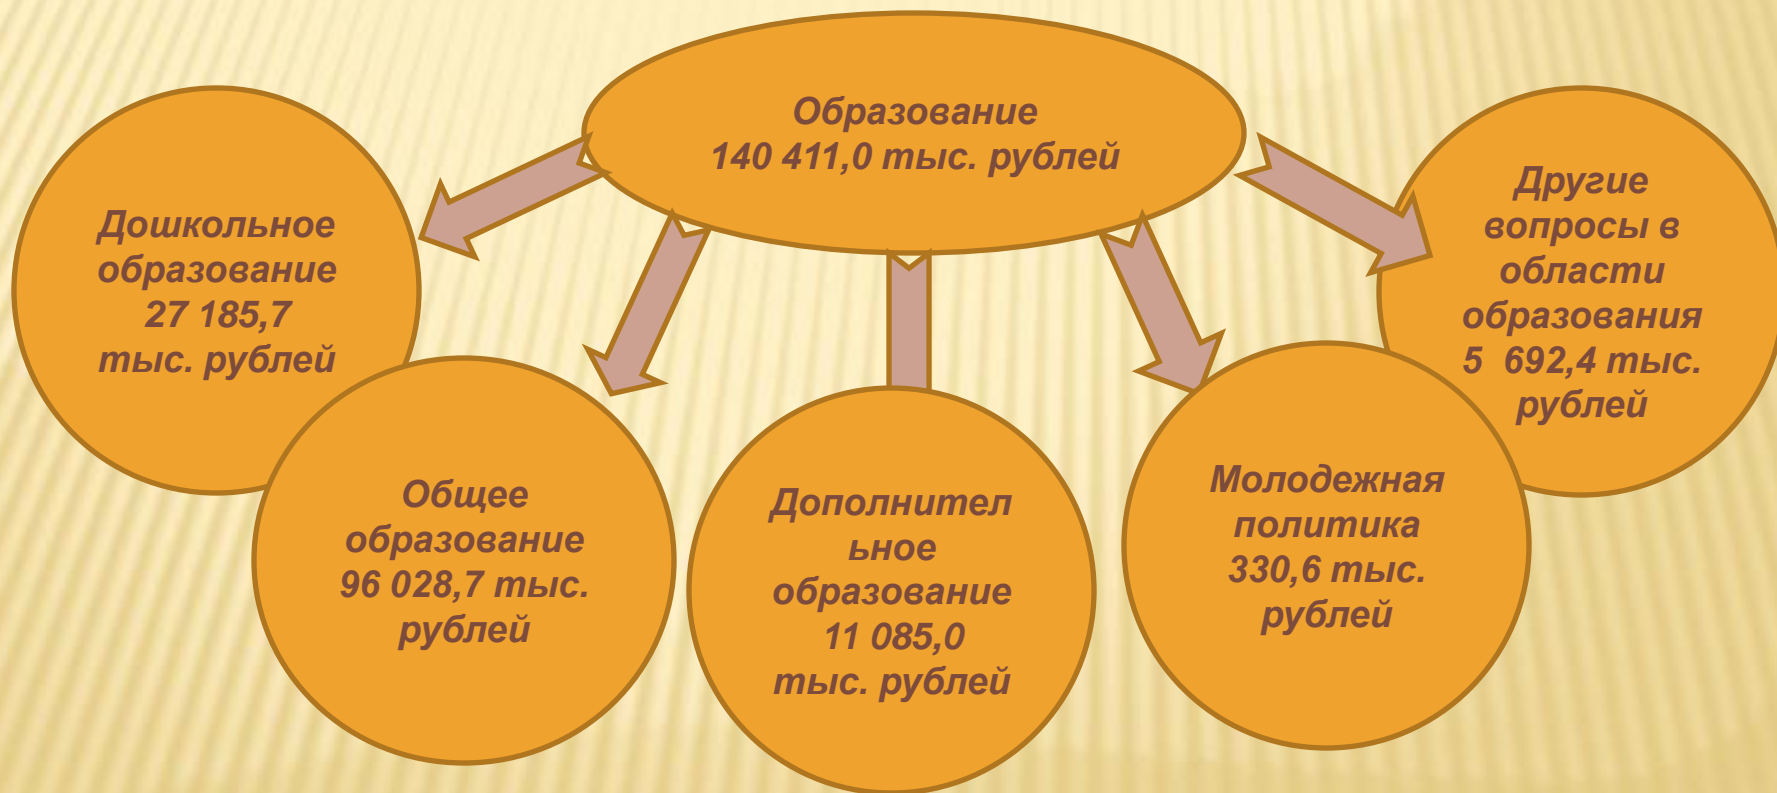 Образование
140 411,0 тыс. рублей
Дошкольное
образование
27 185,7
тыс. рублей
Общее
образование
96 028,7 тыс.
рублей
Дополнител
ьное
образование
11 085,0
тыс. рублей
Молодежная
политика
330,6 тыс.
рублей
Другие
вопросы в
области
образования
5  692,4 тыс.
рублей